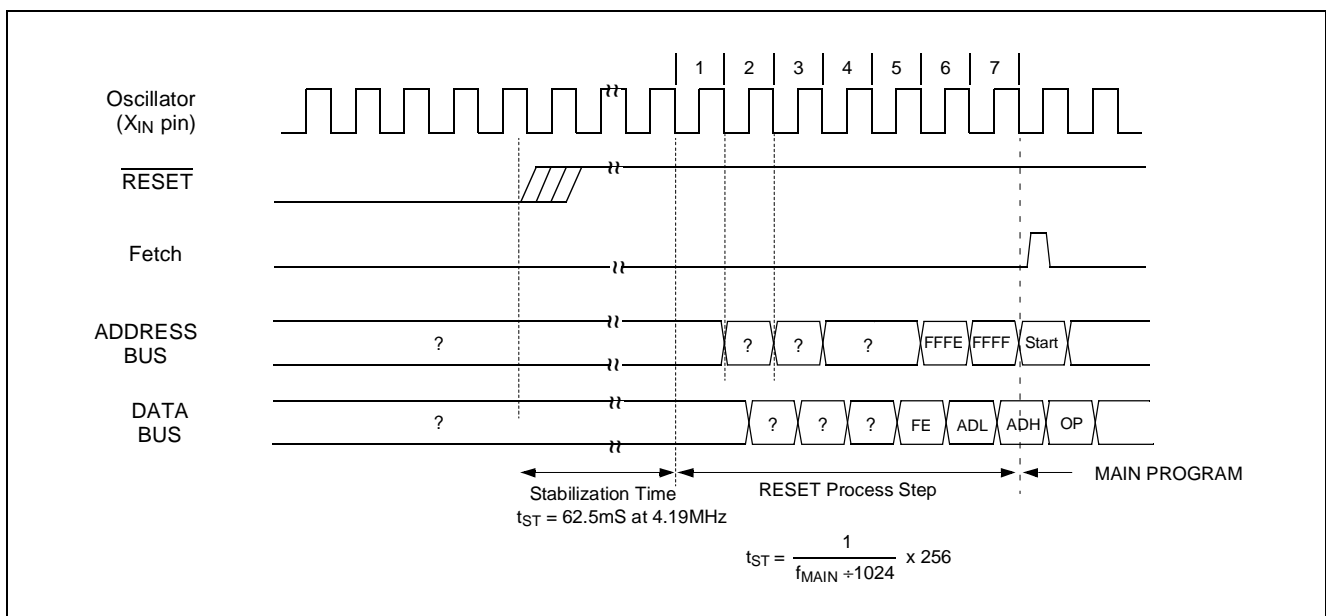 1 2 3 4 5 6 7
Oscillator
(XIN pin)
RESET
Fetch
ADDRESS
BUS
? ? ? ? FFFE FFFF Start
DATA
BUS
? ? ? ? FE ADL ADH OP
MAIN PROGRAM
Stabilization Time
RESET Process Step
tST = 62.5mS at 4.19MHz
tST = 1 x 256
fMAIN ÷1024